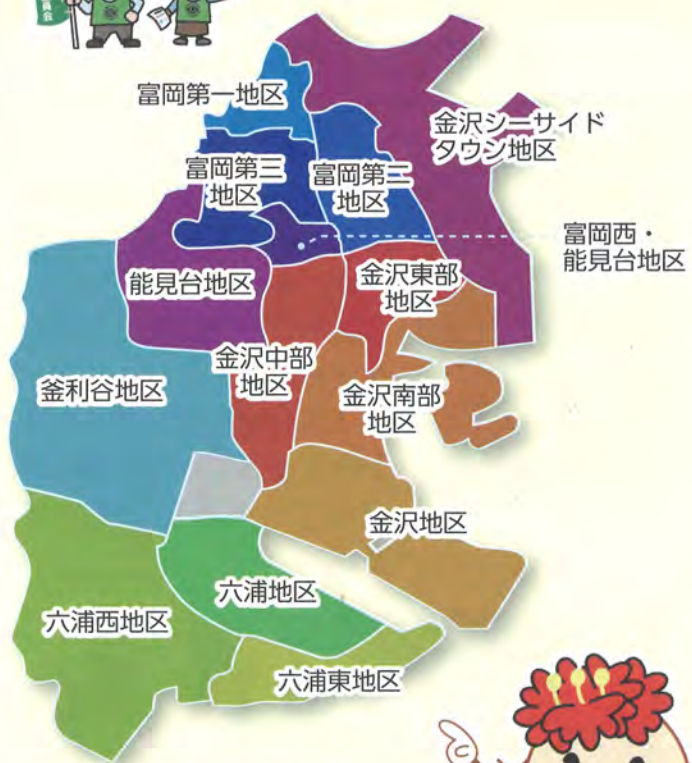 員会
富岡第一地区
金沢シーサイド
タウン地区
富岡第三
地区
富岡第二
地区
富岡西・
能見台地区
能見台地区
金沢東部
地区
金沢中部
地区
釜利谷地区
金沢南部
地区
金沢地区
六浦地区
六浦西地区
六浦東地区